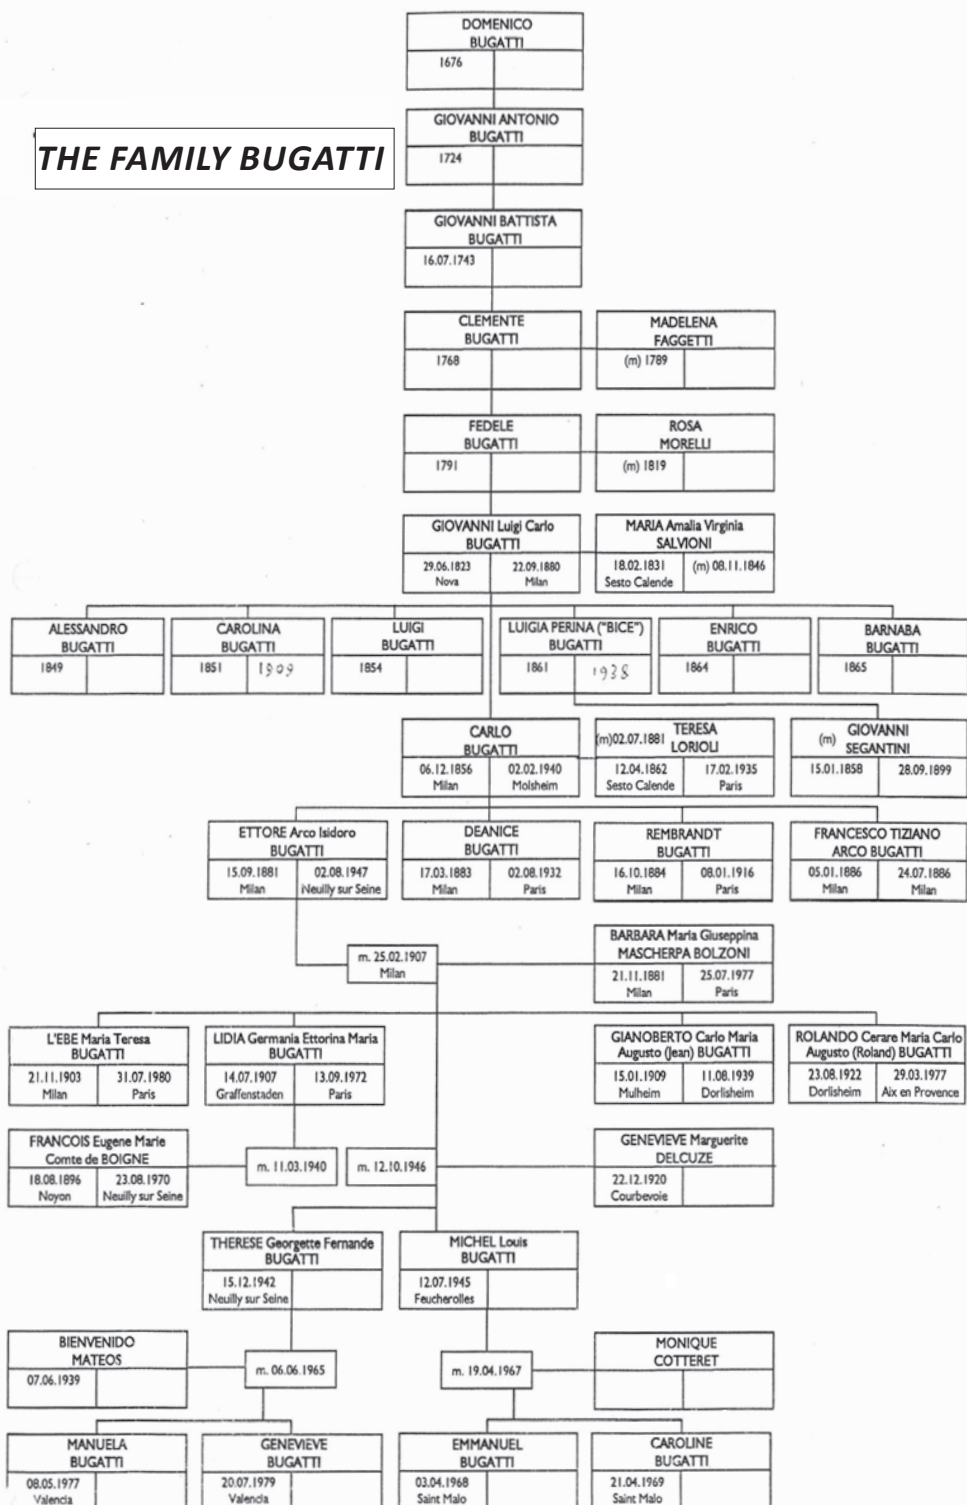 DOMENICO
BUGATTI
1676
THE FAMILY BUGATTI
GIOVANNI ANTONIO
BUGATTI
1724
GIOVANNI BATTISTA
BUGATTI
16.07.1743
CLEMENTE
BUGATTI
1768
MADELENA
FAGGETTI
(m) 1789
FEDELE
BUGATTI
1791
ROSA
MORELLI
(m) 1819
GIOVANNI Luigi Carlo
BUGATTI
29.06.1823 22.09.1880
Nova Milan
MARIA Amalia Virginia
SALVIONI
18.02.1831 (m) 08.11.1846
Sesto Calende
ALESSANDRO
BUGATTI
1849
CAROLINA
BUGATTI
1851 1909
LUIGI
BUGATTI
1854
LUIGIA PERINA ("BICE")
BUGATTI
1861 1938
ENRICO
BUGATTI
1864
BARNABA
BUGATTI
1865
CARLO
BUGATTI
06.12.1856 02.02.1940
Milan Molsheim
(m)02.07.1881 TERESA
LORIOLI
12.04.1862 17.02.1935
Sesto Calende Paris
(m) GIOVANNI
SEGANTINI
15.01.1858 28.09.1899
ETTORE Arco Isidoro
BUGATTI
15.09.1881 02.08.1947
Milan Neuilly sur Seine
DEANICE
BUGATTI
17.03.1883 02.08.1932
Milan Paris
REMBRANDT
BUGATTI
16.10.1884 08.01.1916
Milan Paris
FRANCESCO TIZIANO
ARCO BUGATTI
05.01.1886 24.07.1886
Milan Milan
m. 25.02.1907
Milan
BARBARA Maria Giuseppina
MASCHERPA BOLZONI
21.11.1881 25.07.1977
Milan Paris
L'EBE Maria Teresa
BUGATTI
21.11.1903 31.07.1980
Milan Paris
LIDIA Germania Ettorina Maria
BUGATTI
14.07.1907 13.09.1972
Graffenstaden Paris
GIANOBERTO Carlo Maria
Augusto (Jean) BUGATTI
15.01.1909 11.08.1939
Mulheim Dorlisheim
ROLANDO Cerare Maria Carlo
Augusto (Roland) BUGATTI
23.08.1922 29.03.1977
Dorlisheim Aix en Provence
FRANCOIS Eugene Marie
Comte de BOIGNE
18.08.1896 23.08.1970
Noyon Neuilly sur Seine
m. 11.03.1940
m. 12.10.1946
GENEVIEVE Marguerite
DELCUZE
22.12.1920
Courbevoie
THERESE Georgette Fernande
BUGATTI
15.12.1942
Neuilly sur Seine
MICHEL Louis
BUGATTI
12.07.1945
Feucherolles
BIENVENIDO
MATEOS
07.06.1939
m. 06.06.1965
m. 19.04.1967
MONIQUE
COTTERET
MANUELA
BUGATTI
08.05.1977
Valencia
GENEVIEVE
BUGATTI
20.07.1979
Valencia
EMMANUEL
BUGATTI
03.04.1968
Saint Malo
CAROLINE
BUGATTI
21.04.1969
Saint Malo